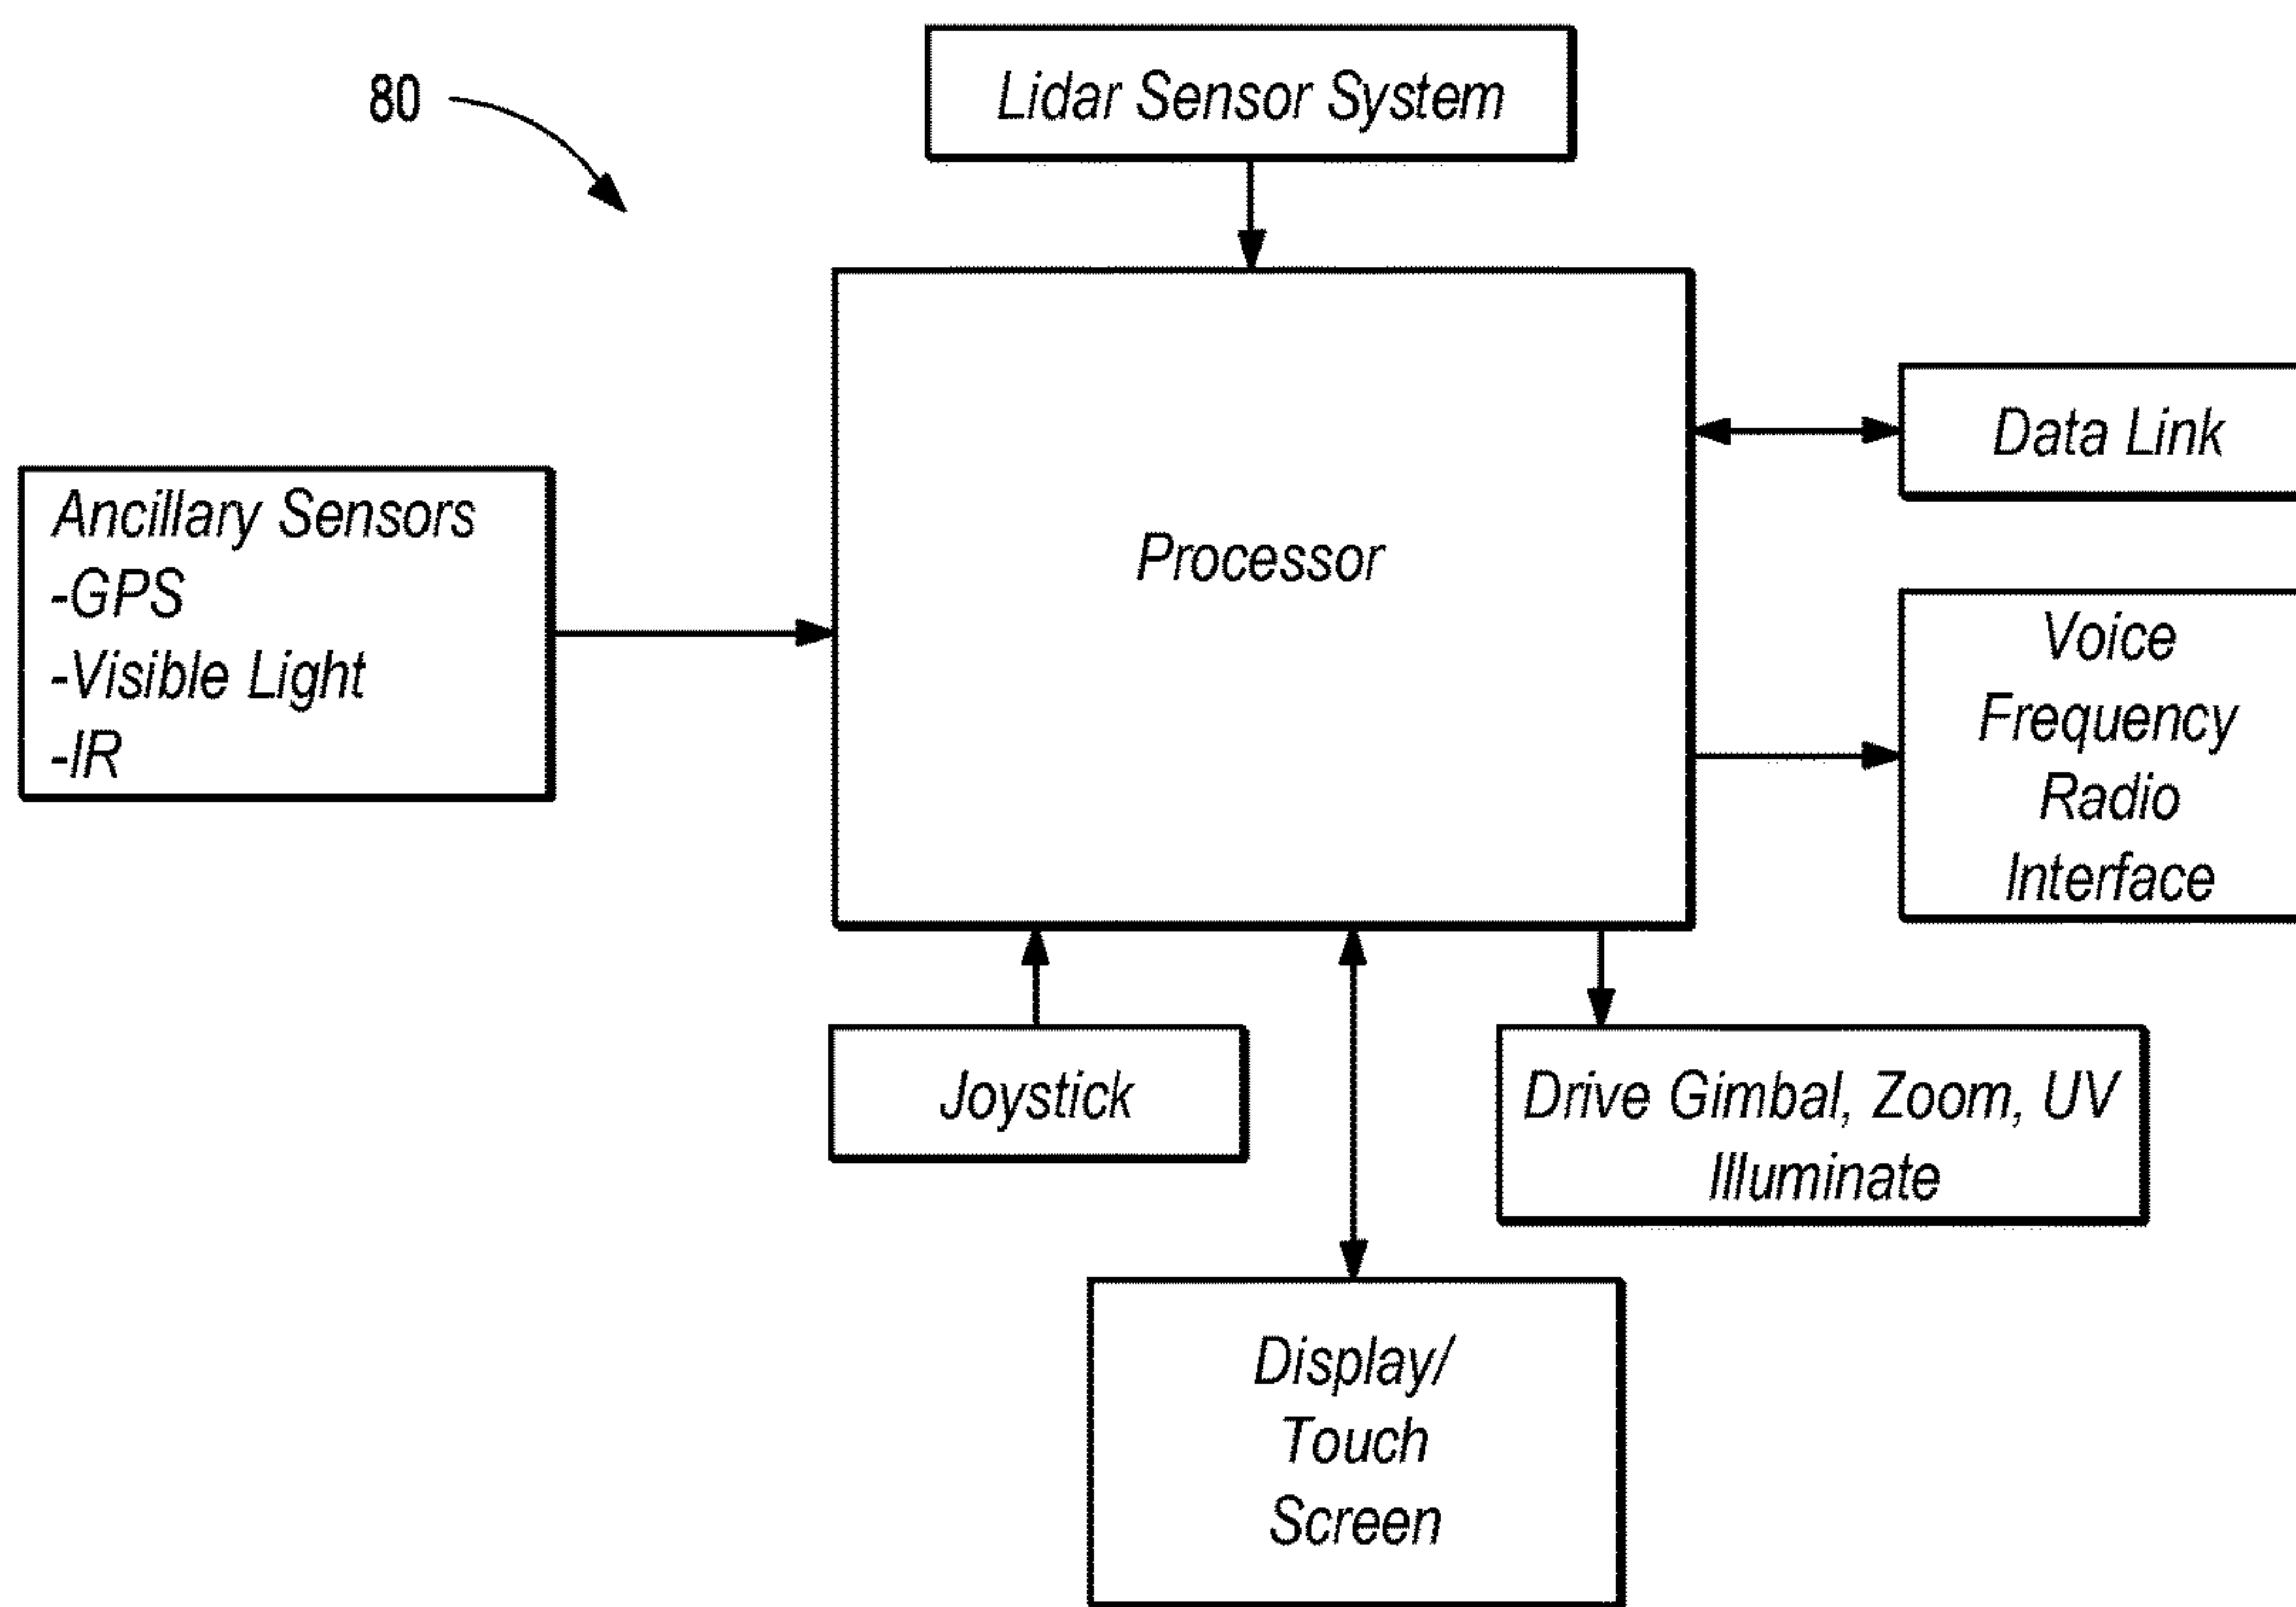 80
Lidar Sensor System
Processor
Data Link
Ancillary Sensors
-GPS
-Visible Light
-IR
Voice
Frequency
Radio
Interface
Joystick
Drive Gimbal, Zoom, UV
Illuminate
Display/
Touch
Screen